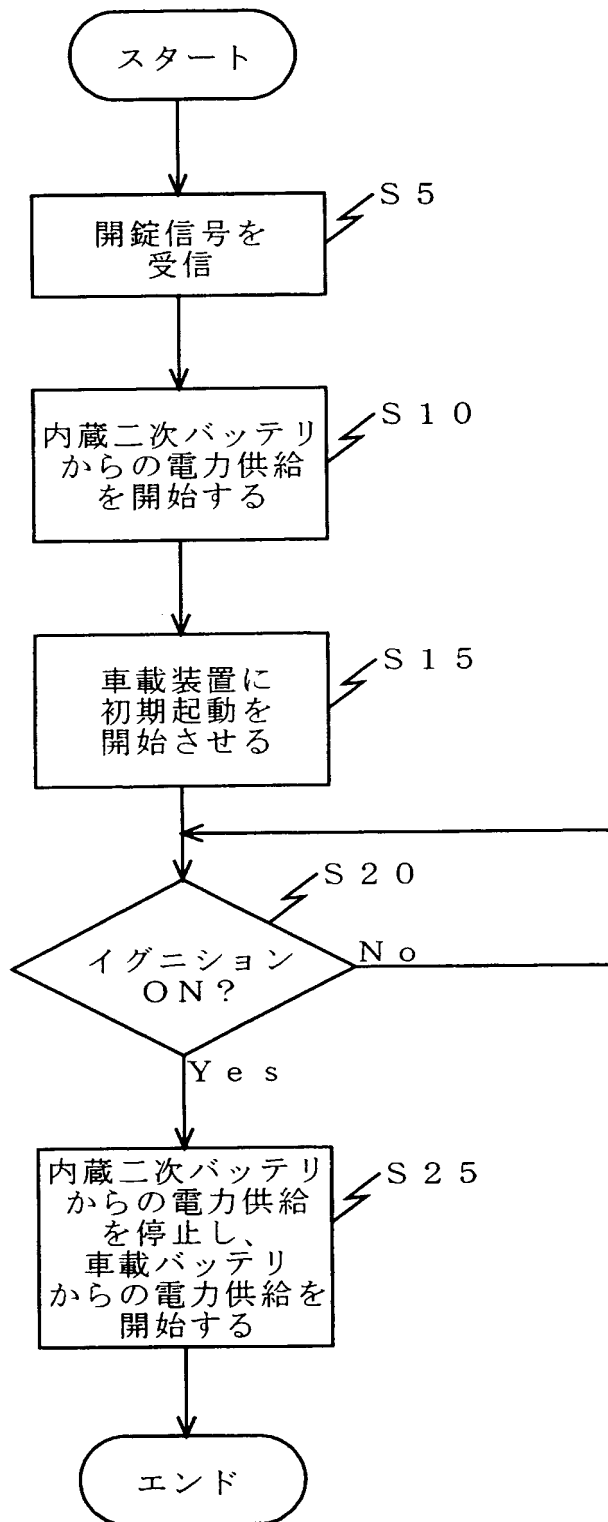 スタート
S5
開錠信号を
受信
S10
内蔵二次バッテリ
からの電力供給
を開始する
S15
車載装置に
初期起動を
開始させる
S20
イグニション
ON?
No
Yes
S25
内蔵二次バッテリ
からの電力供給
を停止し、
車載バッテリ
からの電力供給を
開始する
エンド